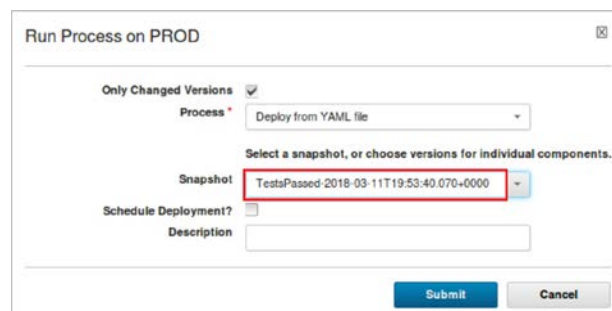 Run Process on PROD
Only Changed Versions
Process *
Deploy from YAML file
Select a snapshot, or choose versions for individual components.
Snapshot
TestsPassed-2018-03-11T19:53:40.070+0000
Schedule Deployment?
Description
Submit
Cancel